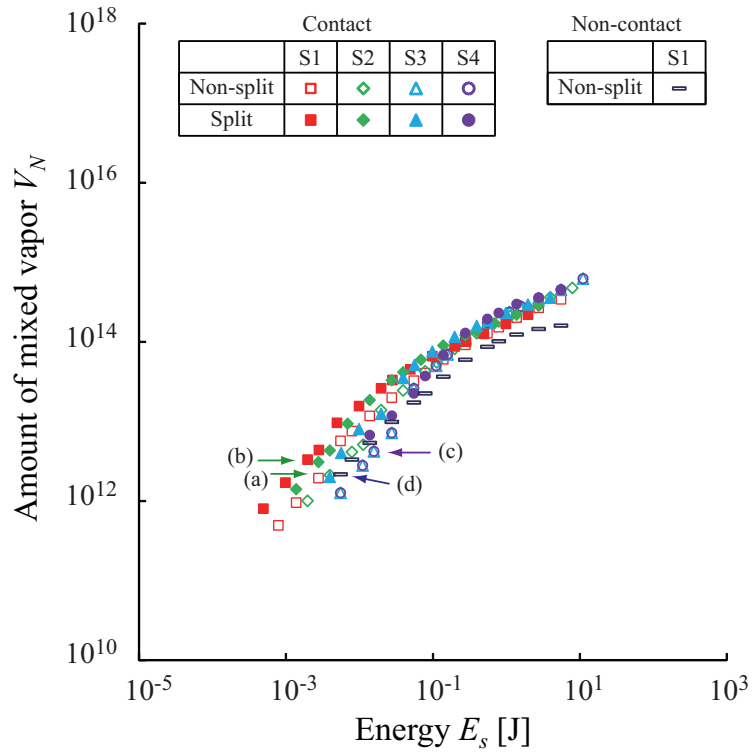 Contact Non-contact
S1 S2 S3 S4 S1
Non-split Non-split
Split
10^18
10^16
10^14
10^12
10^10
Amount of mixed vapor V_N
(b)
(a)
(c)
(d)
10^-5 10^-3 10^-1 10^1 10^3
Energy E_s [J]